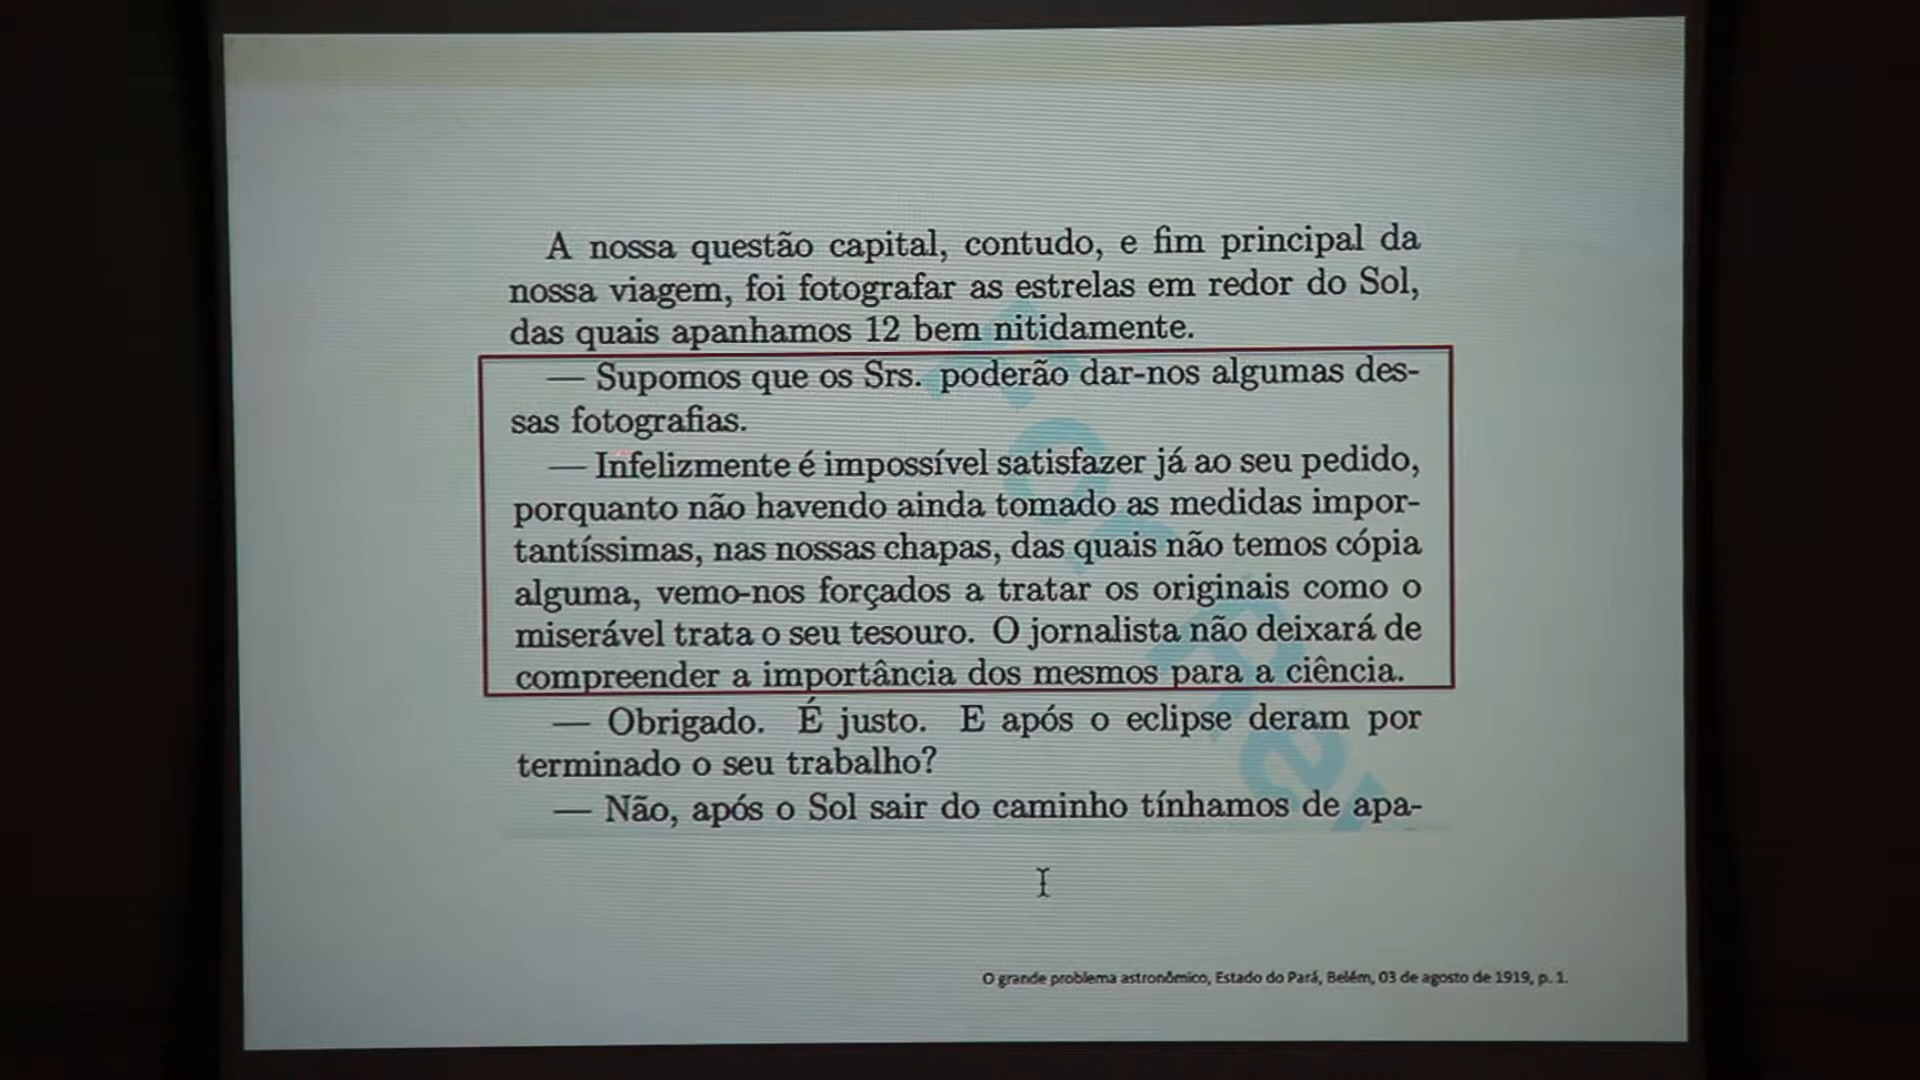 A nossa questão capital, contudo, e fim principal da
nossa viagem, foi fotografar as estrelas em redor do Sol,
das quais apanhamos 12 bem nitidamente.
— Supomos que os Srs. poderão dar-nos algumas des-
sas fotografias.
— Infelizmente é impossível satisfazer já ao seu pedido,
porquanto não havendo ainda tomado as medidas impor-
tantíssimas, nas nossas chapas, das quais não temos cópia
alguma, vemo-nos forçados a tratar os originais como o
miserável trata o seu tesouro. O jornalista não deixará de
compreender a importância dos mesmos para a ciência.
— Obrigado. É justo. E após o eclipse deram por
terminado o seu trabalho?
— Não, após o Sol sair do caminho tínhamos de apa-
O grande problema astronômico, Estado do Pará, Belém, 03 de agosto de 1919, p. 1.